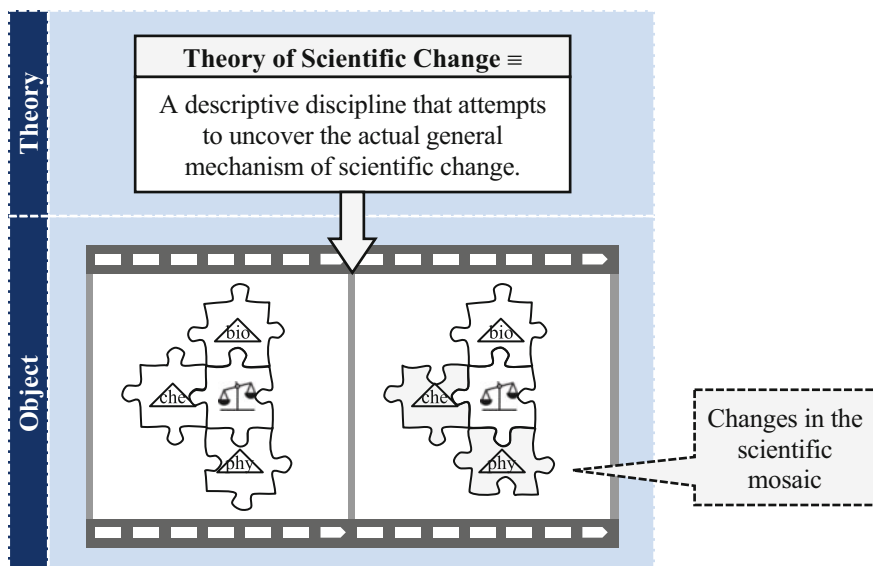 Theory
Theory of Scientific Change ≡
A descriptive discipline that attempts
to uncover the actual general
mechanism of scientific change.
Object
bio
che
phy
bio
che
phy
Changes in the
scientific
mosaic